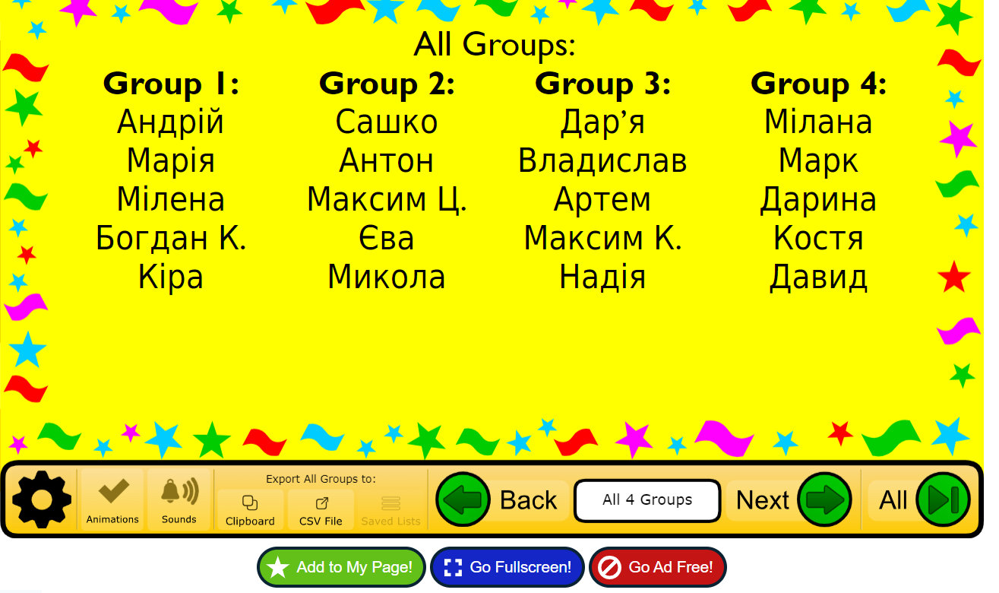 All Groups:
Group 1:
Андрій
Марія
Мілена
Богдан К.
Кіра
Group 2:
Сашко
Антон
Максим Ц.
Єва
Микола
Group 3:
Дар’я
Владислав
Артем
Максим К.
Надія
Group 4:
Мілана
Марк
Дарина
Костя
Давид
Animations
Sounds
Export All Groups to:
Clipboard
CSV File
Saved Lists
Back
All 4 Groups
Next
All
Add to My Page!
Go Fullscreen!
Go Ad Free!